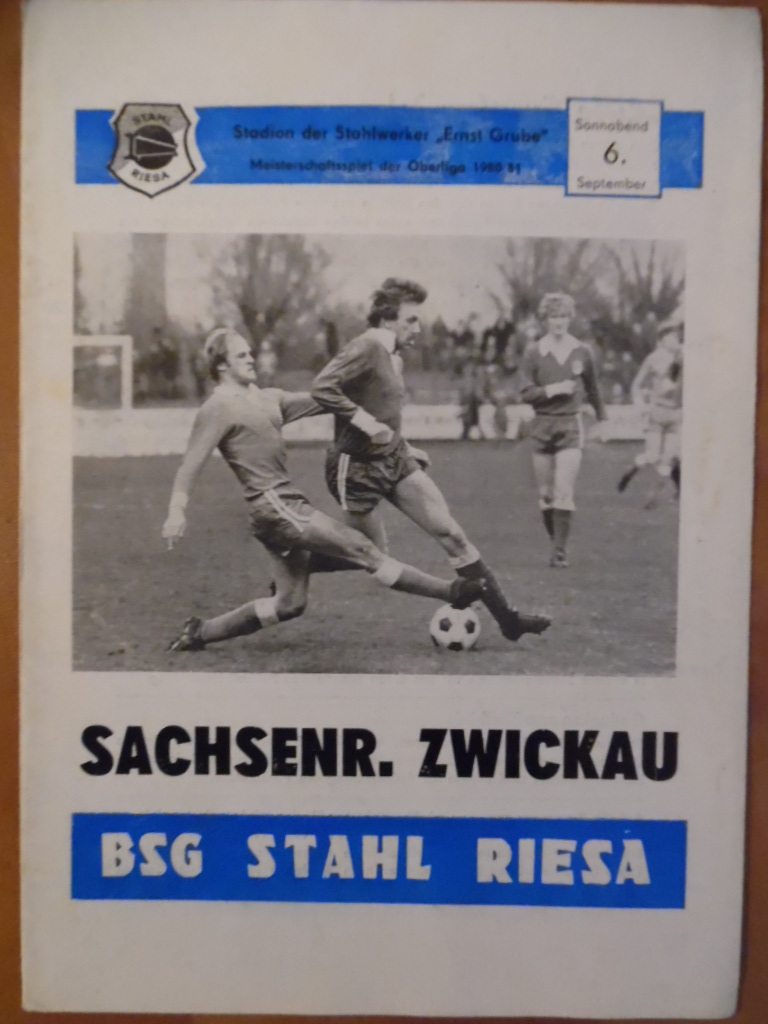 STAHL
RIESA
Stadion der Stahlwerker „Ernst Grube"
Meisterschaftsspiel der Oberliga 1980 81
Sonnabend
6.
September
SACHSENR. ZWICKAU
BSG STAHL RIESA